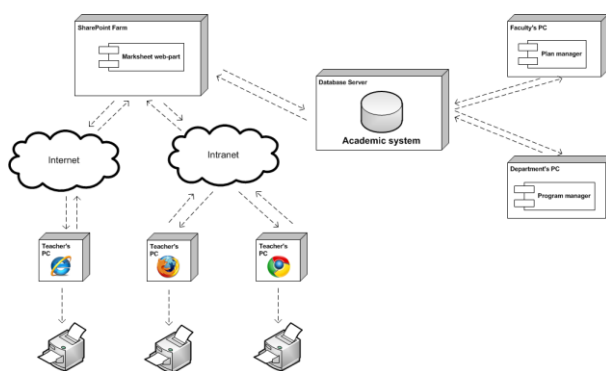 SharePoint Farm
Marksheet web-part
Faculty's PC
Plan manager
Database Server
Academic system
Internet
Intranet
Department's PC
Program manager
Teacher's
PC
Teacher's
PC
Teacher's
PC